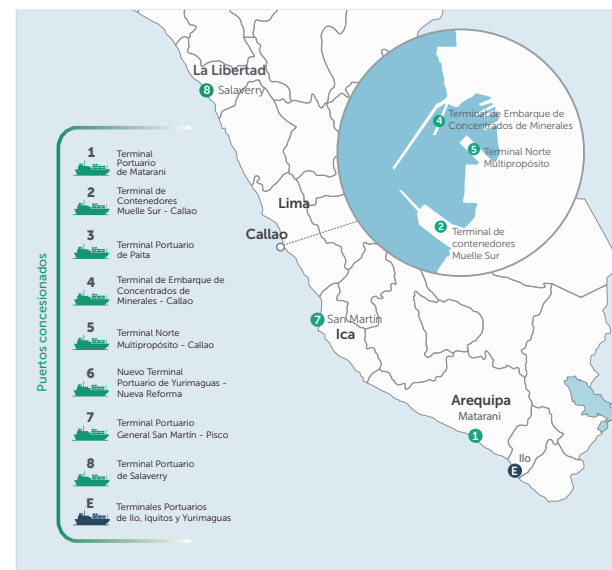 La Libertad
8 Salaverry
4 Terminal de Embarque de
Concentrados de Minerales
5 Terminal Norte
Multipropósito
2 Terminal de
contenedores
Muelle Sur
Lima
Callao
7 San Martín
Ica
Arequipa
Matarani
1
Ilo
E
Puertos concesionados
1 Terminal
Portuario
de Matarani
2 Terminal de
Contenedores
Muelle Sur - Callao
3 Terminal Portuario
de Paita
4 Terminal de Embarque de
Concentrados de
Minerales - Callao
5 Terminal Norte
Multipropósito - Callao
6 Nuevo Terminal
Portuario de Yurimaguas -
Nueva Reforma
7 Terminal Portuario
General San Martín - Pisco
8 Terminal Portuario
de Salaverry
E Terminales Portuarios
de Ilo, Iquitos y Yurimaguas